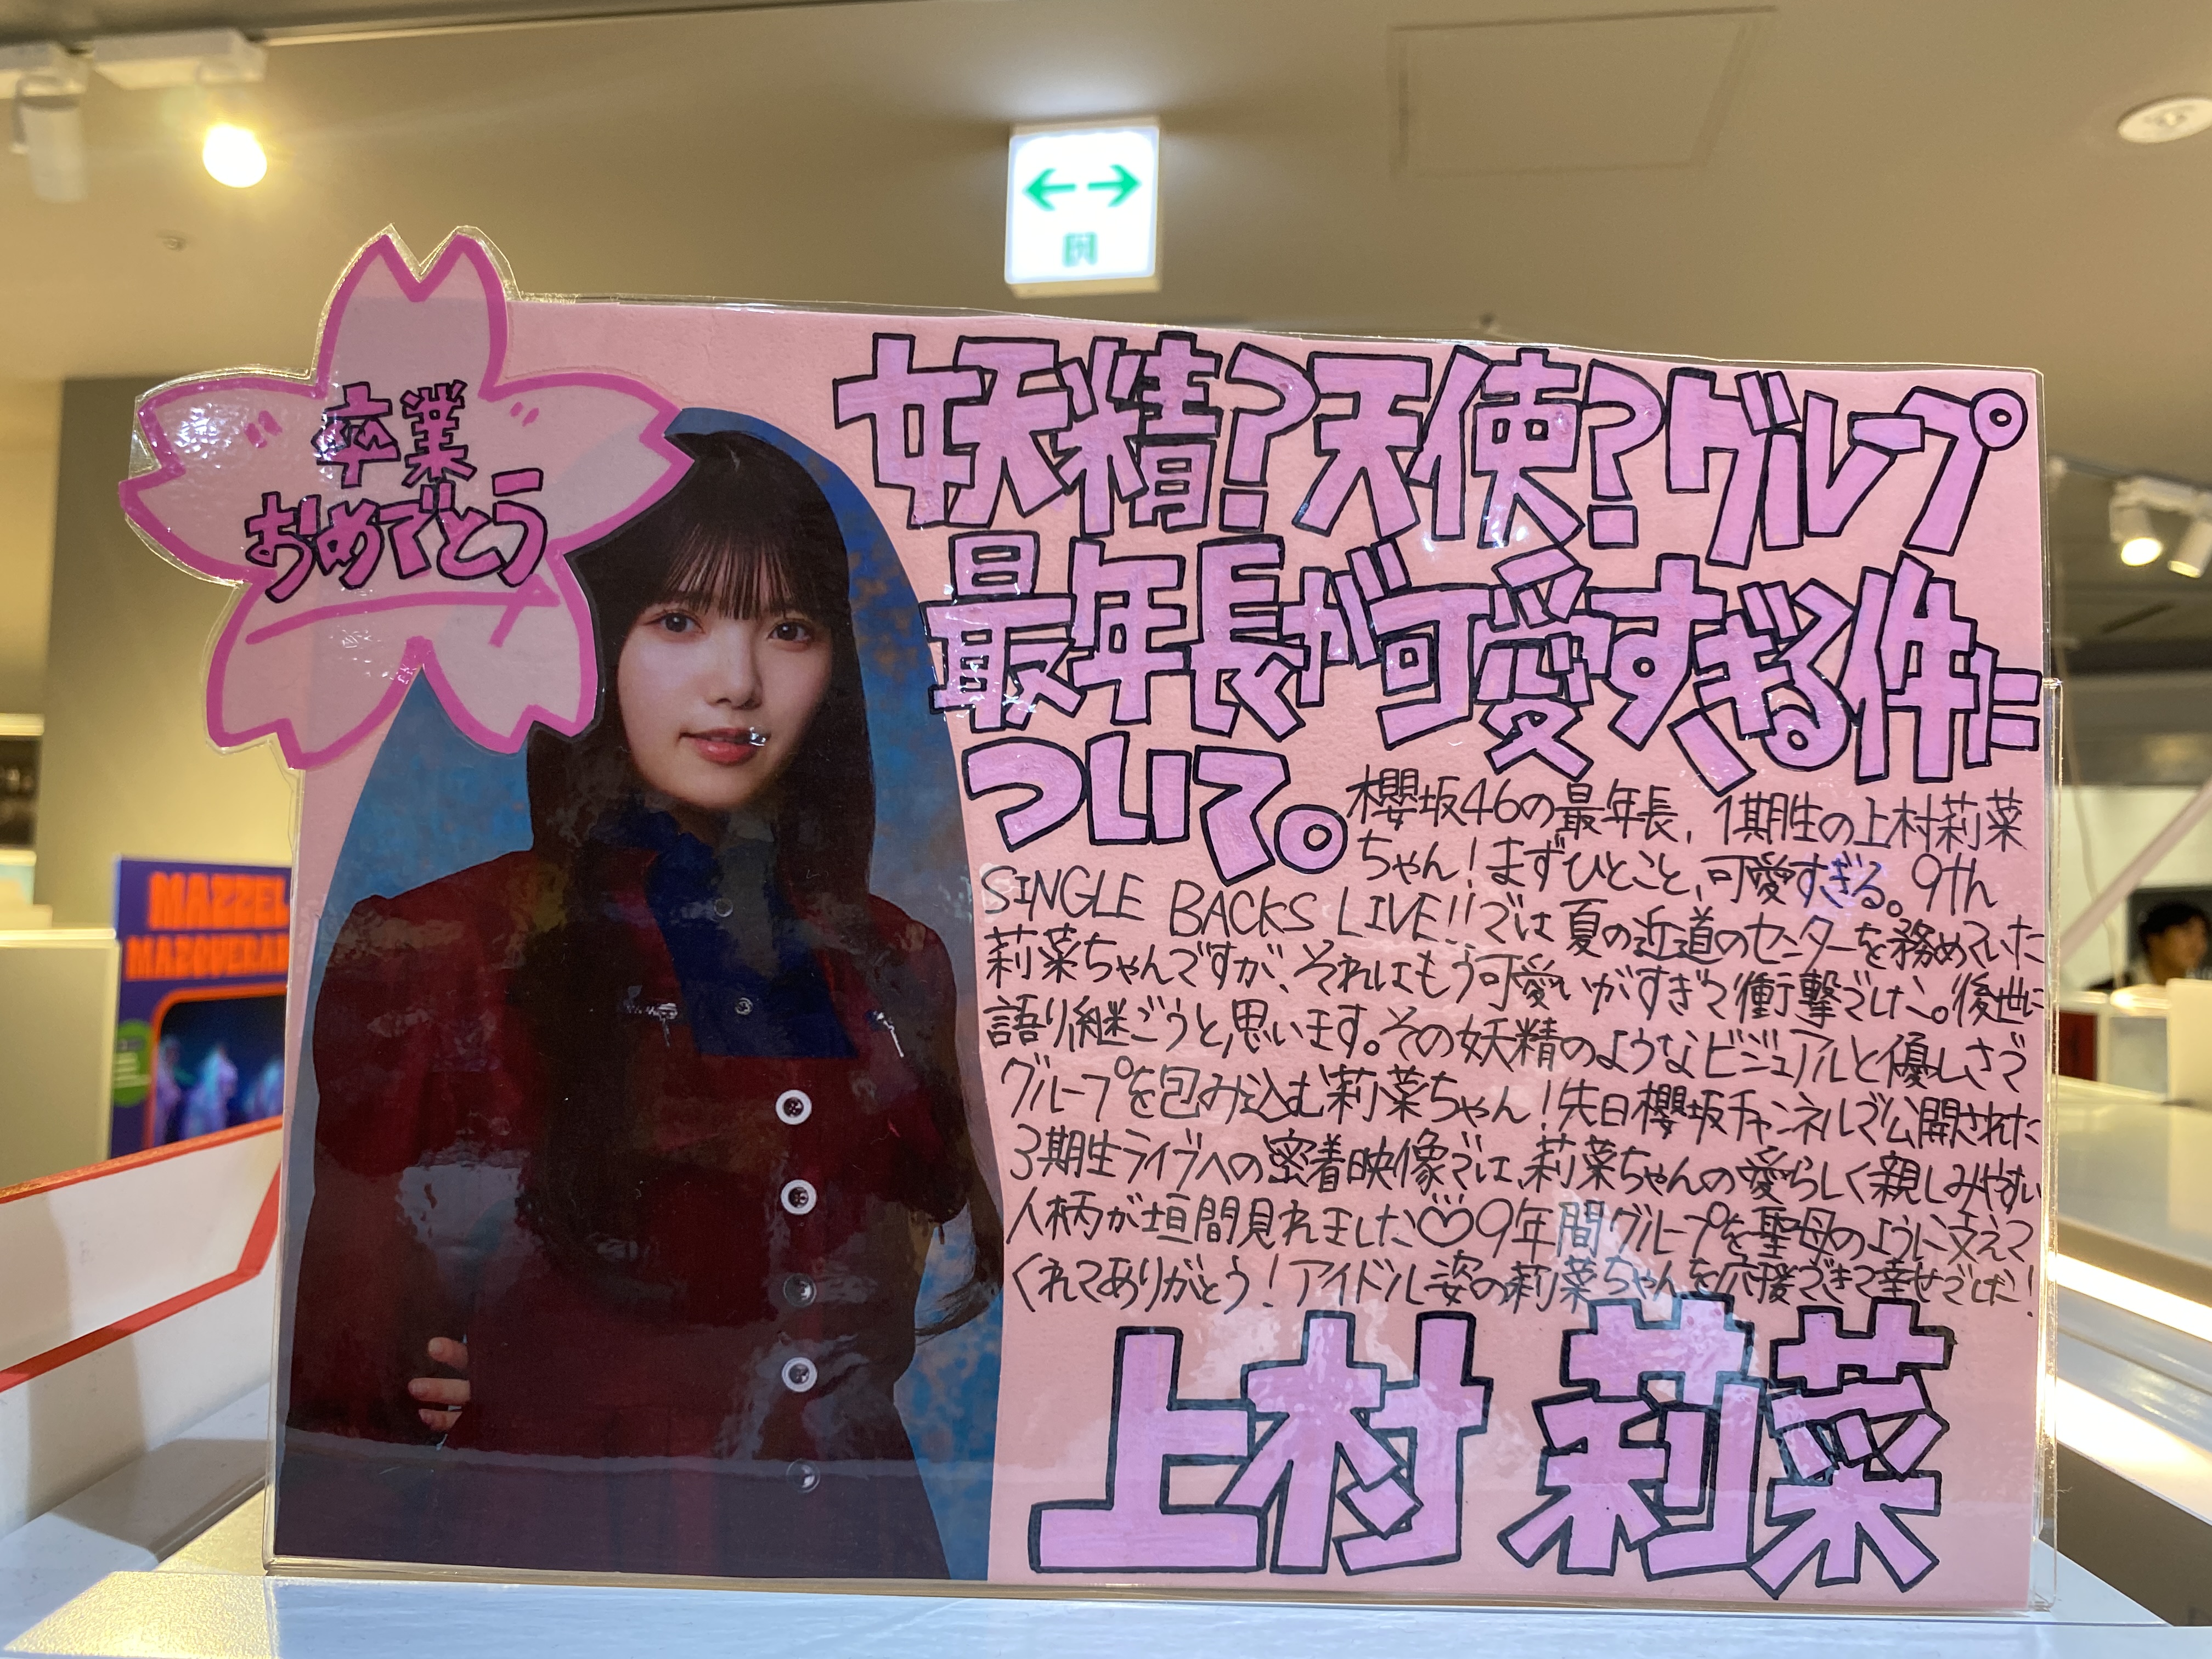 卒業
おめでとう
妖精?天使?グループ
最年長が可愛すぎる件に
ついて。
櫻坂46の最年長、1期生の上村莉菜
ちゃん!まずひとこと、可愛すぎる。9th
SINGLE BACKS LIVE!!では夏の近道のセンターを務めていた
莉菜ちゃんですが、それはもう可愛いがすぎて衝撃でした。後世に
語り継ごうと思います。その妖精のようなビジュアルと優しさで
グループを包み込む莉菜ちゃん!先日櫻坂チャンネルで公開された
3期生ライブへの密着映像では、莉菜ちゃんの愛らしく親しみやすい
人柄が垣間見れました♡9年間グループを聖母のように支えて
くれてありがとう!アイドル姿の莉菜ちゃんを応援できて幸せでした!
上村 莉菜
MAZZEL